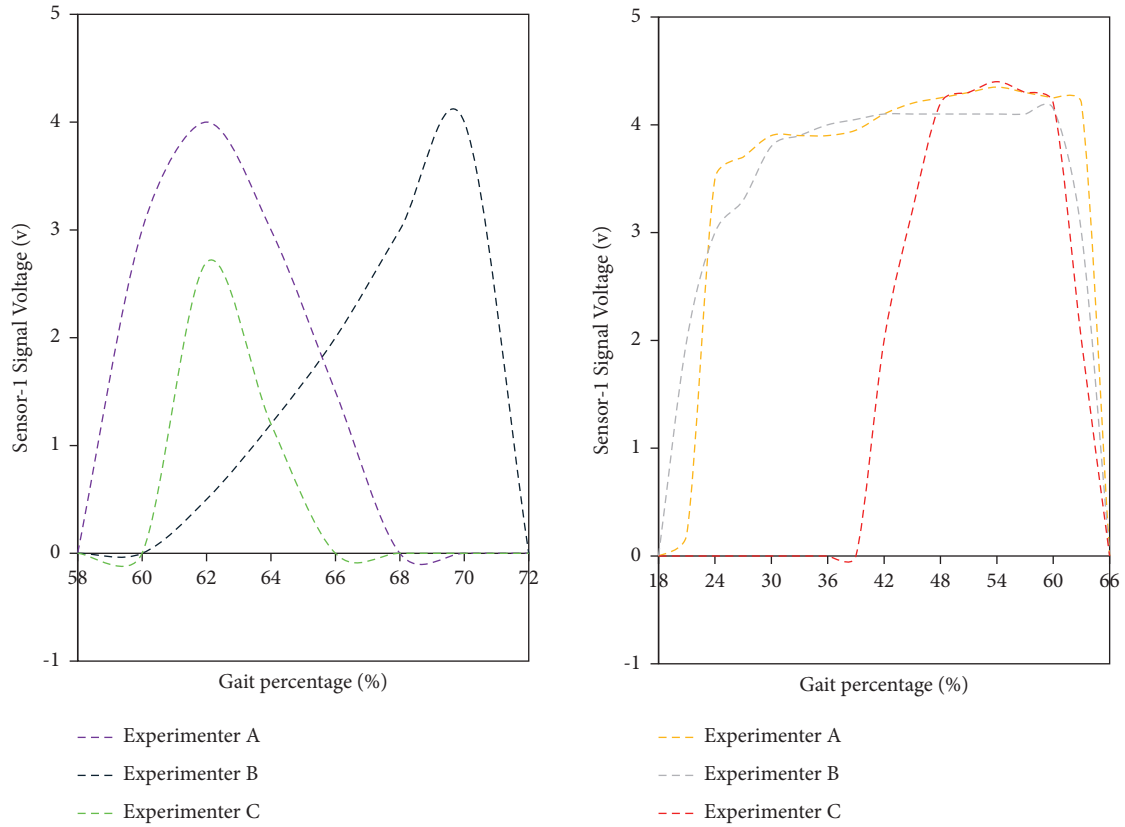 5
4
3
2
1
0
-1
Sensor-1 Signal Voltage (v)
58 60 62 64 66 68 70 72
Gait percentage (%)
Experimenter A
Experimenter B
Experimenter C
5
4
3
2
1
0
-1
Sensor-1 Signal Voltage (v)
18 24 30 36 42 48 54 60 66
Gait percentage (%)
Experimenter A
Experimenter B
Experimenter C